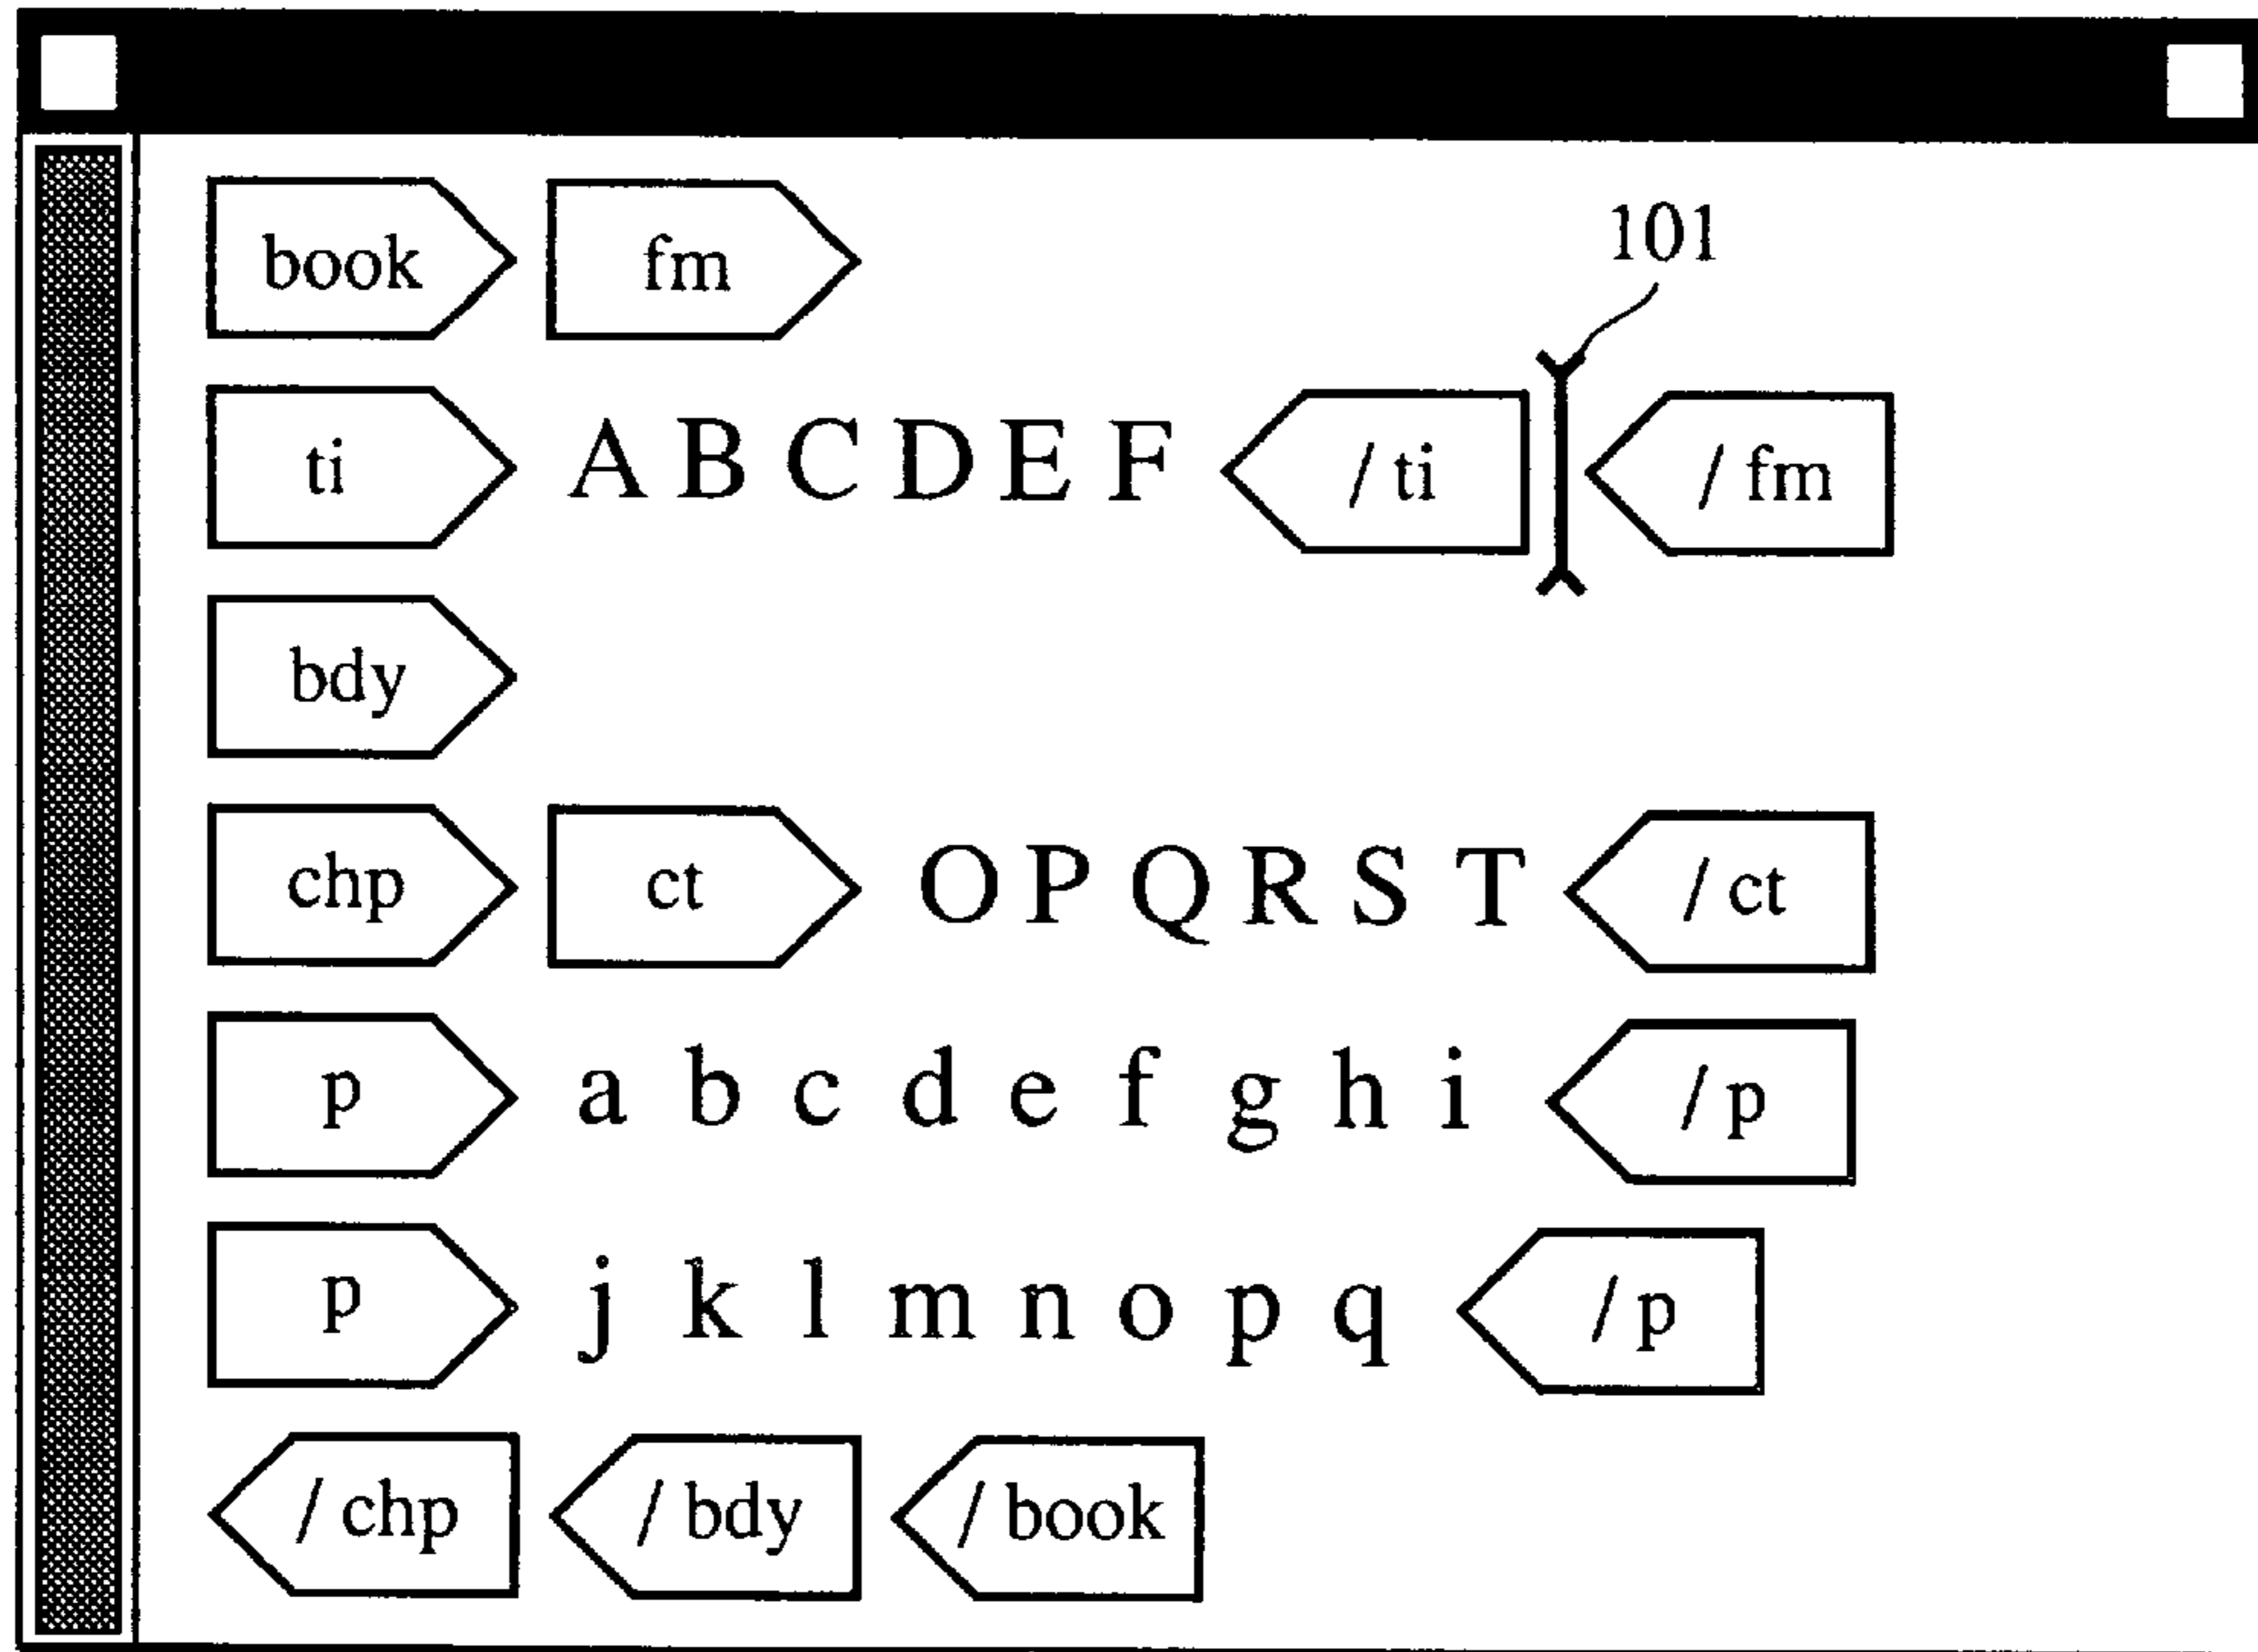 book fm
101
ti A B C D E F / ti / fm
bdy
chp ct O P Q R S T / ct
p a b c d e f g h i / p
p j k l m n o p q / p
/ chp / bdy / book